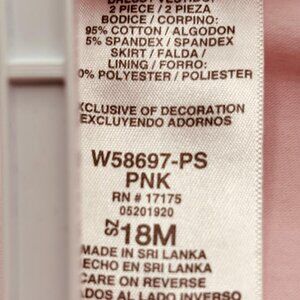 2 PIECE / 2 PIEZA
BODICE / CORPINO:
95% COTTON / ALGODON
5% SPANDEX / SPANDEX
SKIRT / FALDA /
LINING / FORRO:
0% POLYESTER / POLIESTER
XCLUSIVE OF DECORATION
EXCLUYENDO ADORNOS
W58697-PS
PNK
RN # 17175
05201920
SZ 18M
MADE IN SRI LANKA
ECHO EN SRI LANKA
CARE ON REVERSE
ADOS AL LADO INVERSO